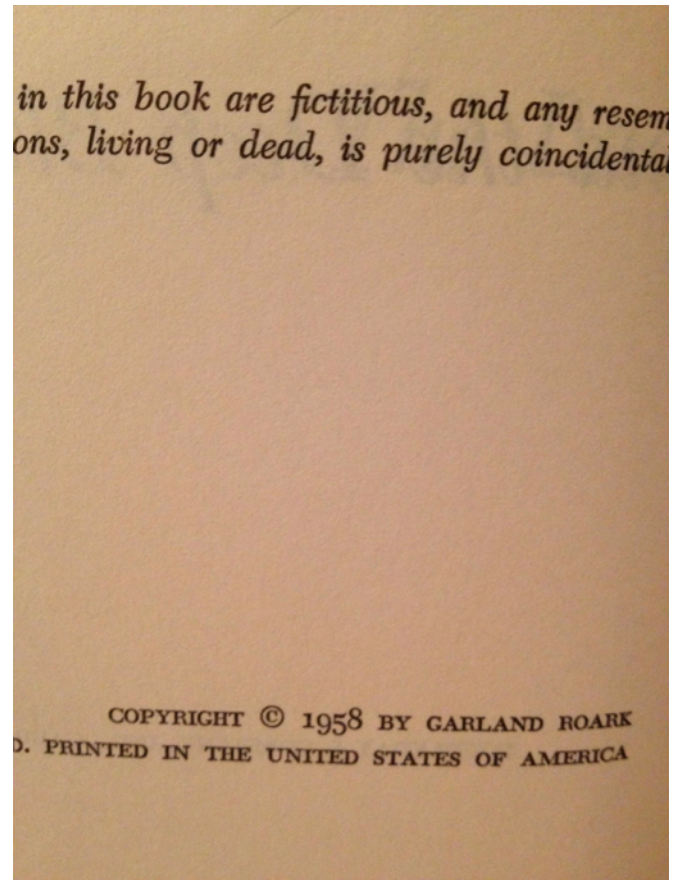 in this book are fictitious, and any resem
ons, living or dead, is purely coincidental
COPYRIGHT © 1958 BY GARLAND ROARK
D. PRINTED IN THE UNITED STATES OF AMERICA